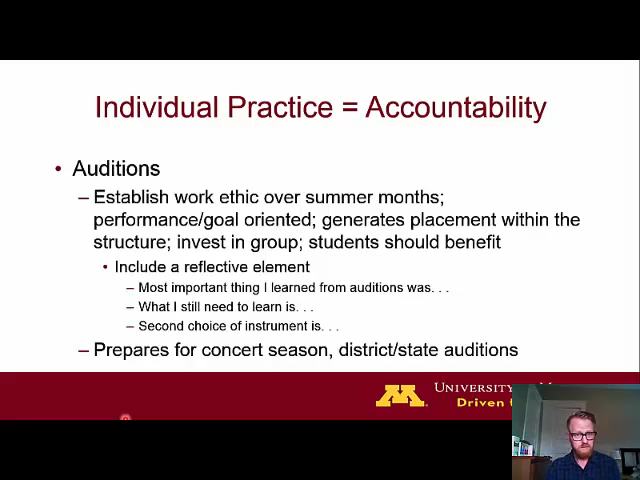 Individual Practice = Accountability
• Auditions
– Establish work ethic over summer months;
performance/goal oriented; generates placement within the
structure; invest in group; students should benefit
• Include a reflective element
– Most important thing I learned from auditions was. . .
– What I still need to learn is. . .
– Second choice of instrument is. . .
– Prepares for concert season, district/state auditions
M
UNIVERSITY
Driven